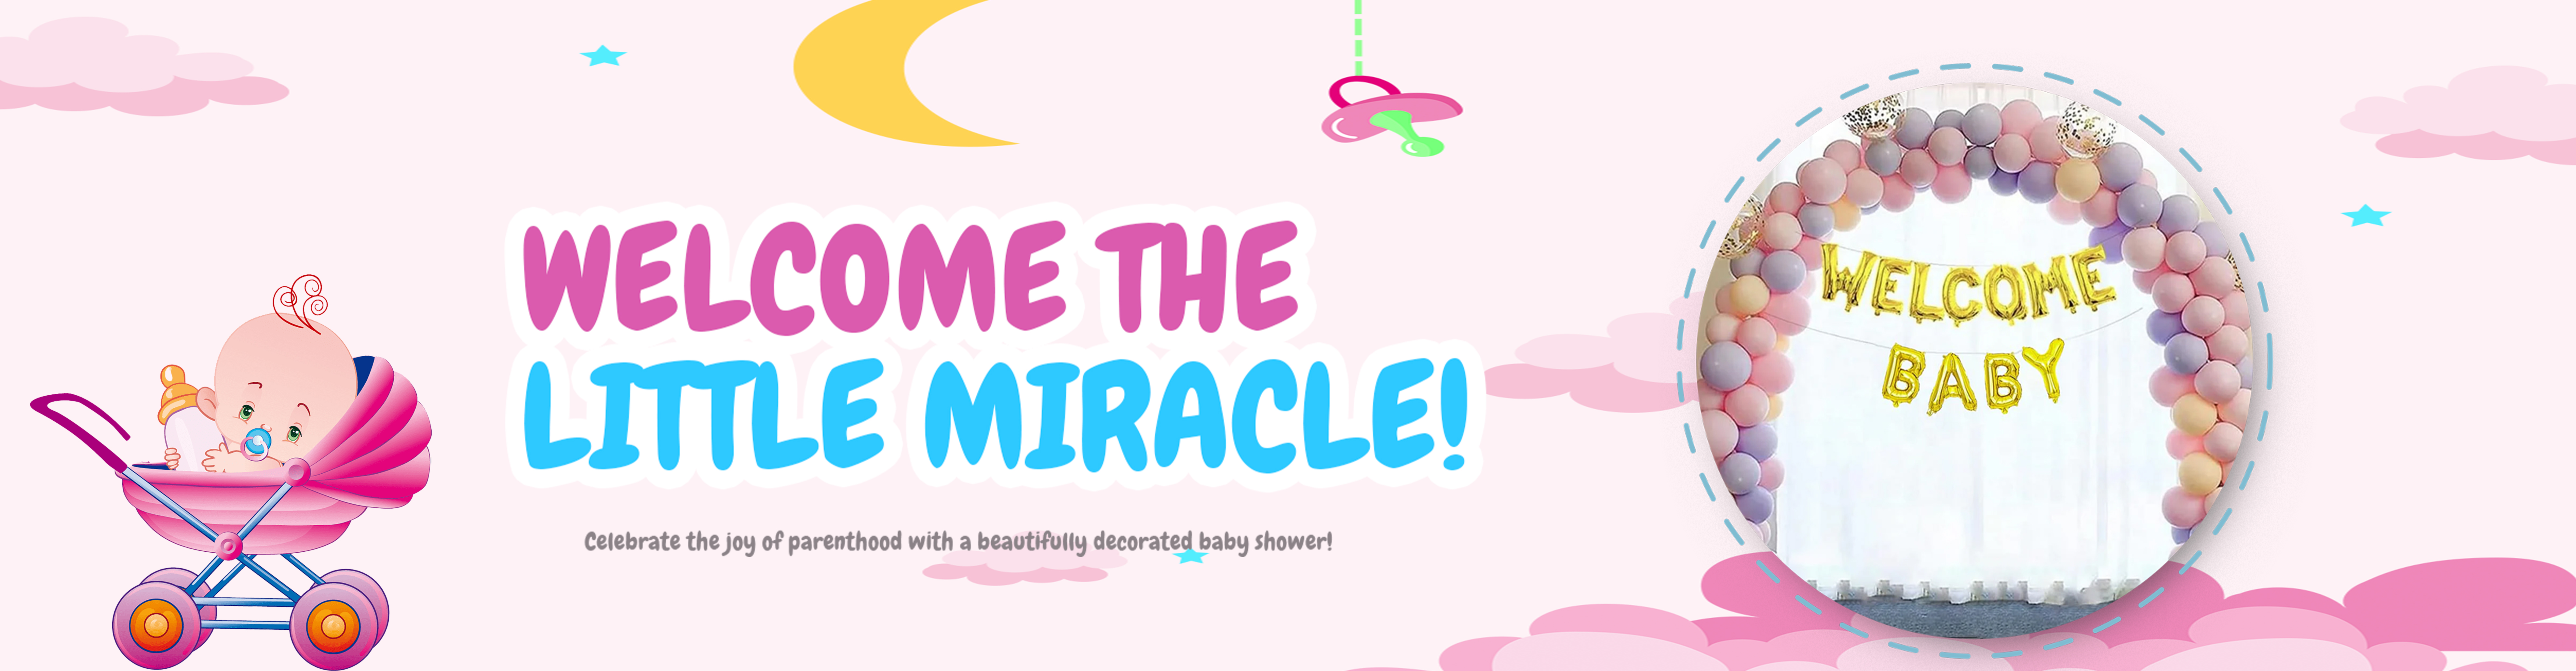 WELCOME THE
LITTLE MIRACLE!
Celebrate the joy of parenthood with a beautifully decorated baby shower!
WELCOME
BABY